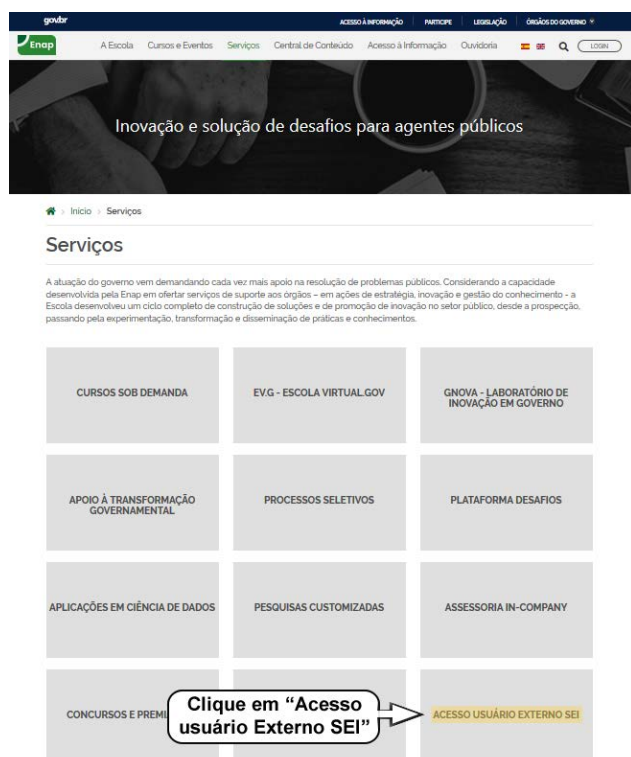 govbr
ACESSO À INFORMAÇÃO
PARTICIPE
LEGISLAÇÃO
ÓRGÃOS DO GOVERNO
Enap
A Escola
Cursos e Eventos
Serviços
Central de Conteúdo
Acesso à Informação
Ouvidoria
LOGIN
Inovação e solução de desafios para agentes públicos
Início > Serviços
Serviços
A atuação do governo vem demandando cada vez mais apoio na resolução de problemas públicos. Considerando a capacidade
desenvolvida pela Enap em ofertar serviços de suporte aos órgãos – em ações de estratégia, inovação e gestão do conhecimento - a
Escola desenvolveu um ciclo completo de construção de soluções e de promoção de inovação no setor público, desde a prospecção,
passando pela experimentação, transformação e disseminação de práticas e conhecimentos.
CURSOS SOB DEMANDA
EV.G - ESCOLA VIRTUAL.GOV
GNOVA - LABORATÓRIO DE
INOVAÇÃO EM GOVERNO
APOIO À TRANSFORMAÇÃO
GOVERNAMENTAL
PROCESSOS SELETIVOS
PLATAFORMA DESAFIOS
APLICAÇÕES EM CIÊNCIA DE DADOS
PESQUISAS CUSTOMIZADAS
ASSESSORIA IN-COMPANY
CONCURSOS E PREMI
Clique em “Acesso
usuário Externo SEI”
ACESSO USUÁRIO EXTERNO SEI